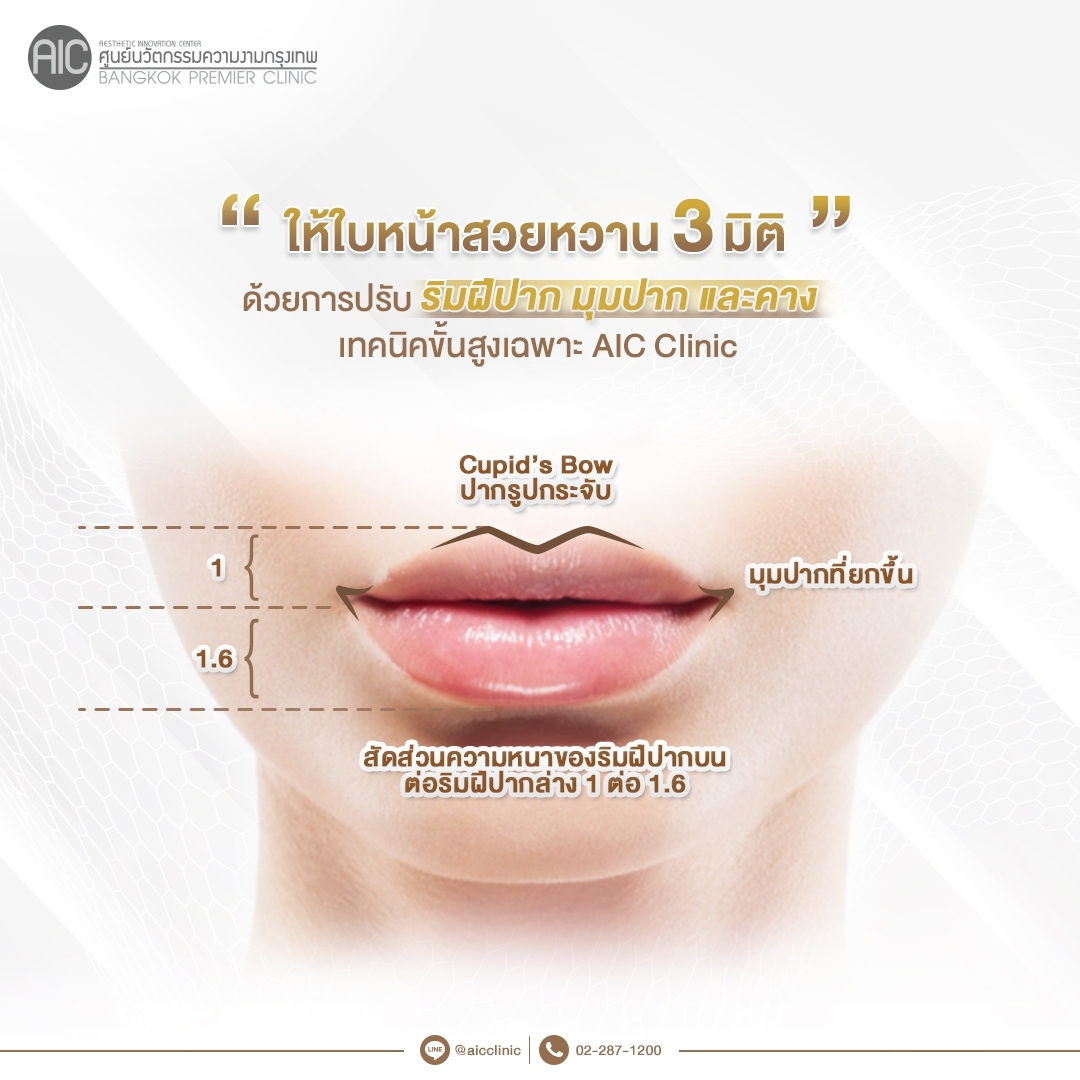 AIC
AESTHETIC INNOVATION CENTER
ศูนย์นวัตกรรมความงามกรุงเทพ
BANGKOK PREMIER CLINIC
“ ให้ใบหน้าสวยหวาน 3 มิติ ”
ด้วยการปรับ ริมฝีปาก มุมปาก และคาง
เทคนิคขั้นสูงเฉพาะ AIC Clinic
Cupid's Bow
ปากรูปกระจับ
1
มุมปากที่ยกขึ้น
1.6
สัดส่วนความหนาของริมฝีปากบน
ต่อริมฝีปากล่าง 1 ต่อ 1.6
LINE @aicclinic 02-287-1200